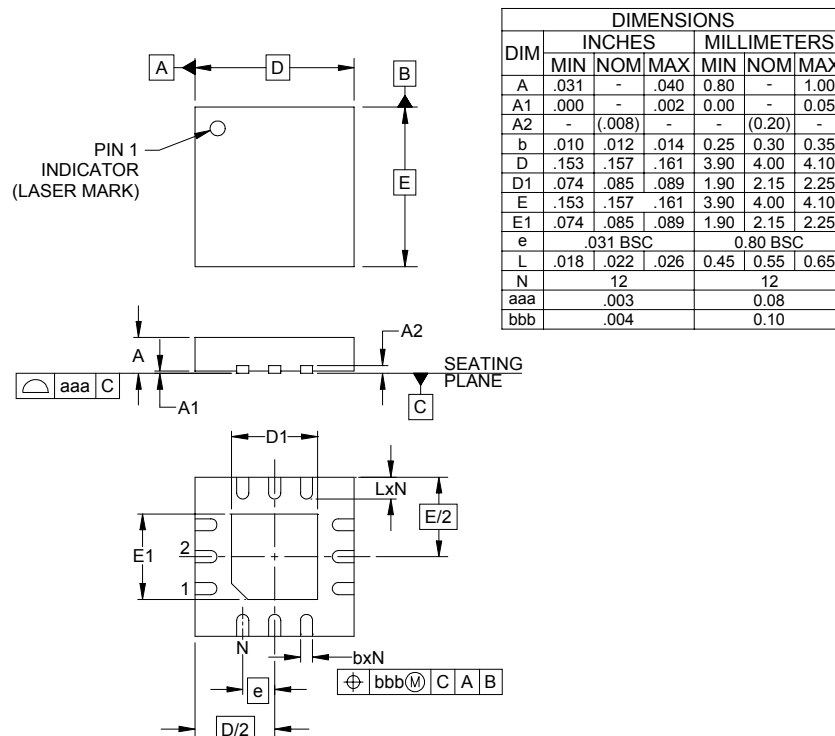 DIMENSIONS
DIM INCHES MILLIMETERS
MIN NOM MAX MIN NOM MAX
A .031 - .040 0.80 - 1.00
A1 .000 - .002 0.00 - 0.05
A2 - (.008) - - (0.20) -
b .010 .012 .014 0.25 0.30 0.35
D .153 .157 .161 3.90 4.00 4.10
D1 .074 .085 .089 1.90 2.15 2.25
E .153 .157 .161 3.90 4.00 4.10
E1 .074 .085 .089 1.90 2.15 2.25
e .031 BSC 0.80 BSC
L .018 .022 .026 0.45 0.55 0.65
N 12 12
aaa .003 0.08
bbb .004 0.10
A D B
PIN 1
INDICATOR
(LASER MARK)
E
A A2
SEATING
PLANE
aaa C
A1 C
D1
LxN
E/2
E1
2
1
N
bxN
e
bbb Ⓜ C A B
D/2